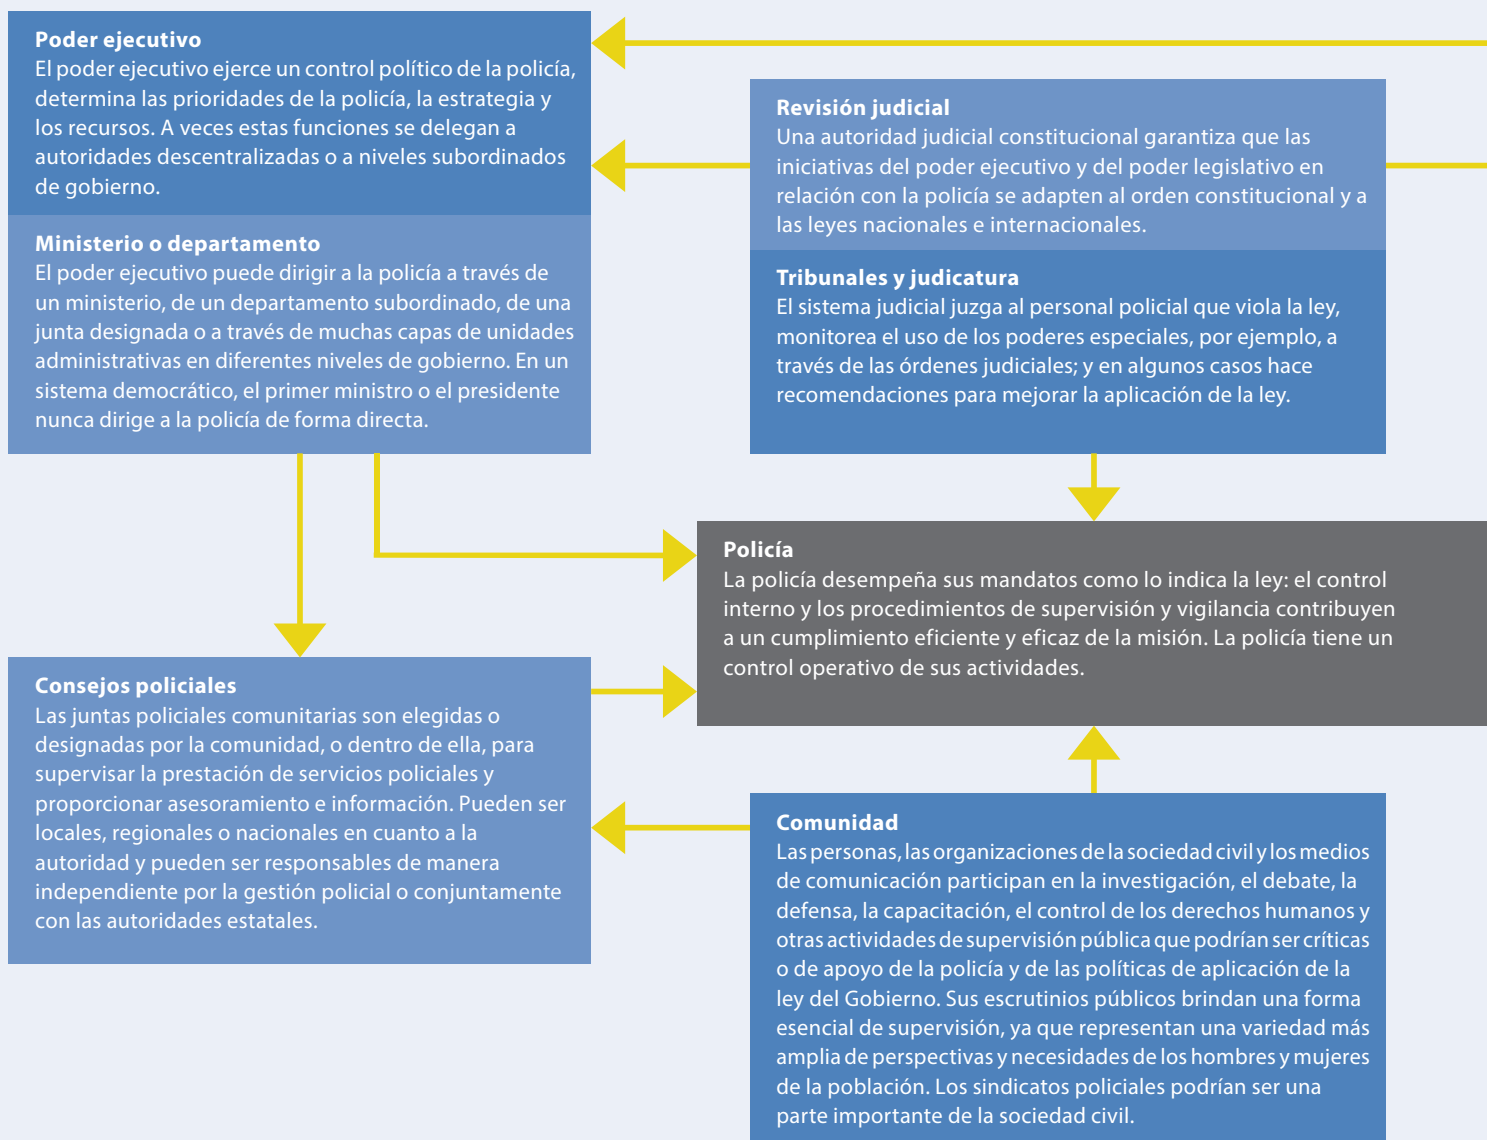 Poder ejecutivo
El poder ejecutivo ejerce un control político de la policía,
determina las prioridades de la policía, la estrategia y
los recursos. A veces estas funciones se delegan a
autoridades descentralizadas o a niveles subordinados
de gobierno.
Ministerio o departamento
El poder ejecutivo puede dirigir a la policía a través de
un ministerio, de un departamento subordinado, de una
junta designada o a través de muchas capas de unidades
administrativas en diferentes niveles de gobierno. En un
sistema democrático, el primer ministro o el presidente
nunca dirige a la policía de forma directa.
Revisión judicial
Una autoridad judicial constitucional garantiza que las
iniciativas del poder ejecutivo y del poder legislativo en
relación con la policía se adapten al orden constitucional y a
las leyes nacionales e internacionales.
Tribunales y judicatura
El sistema judicial juzga al personal policial que viola la ley,
monitorea el uso de los poderes especiales, por ejemplo, a
través de las órdenes judiciales; y en algunos casos hace
recomendaciones para mejorar la aplicación de la ley.
Policía
La policía desempeña sus mandatos como lo indica la ley: el control
interno y los procedimientos de supervisión y vigilancia contribuyen
a un cumplimiento eficiente y eficaz de la misión. La policía tiene un
control operativo de sus actividades.
Consejos policiales
Las juntas policiales comunitarias son elegidas o
designadas por la comunidad, o dentro de ella, para
supervisar la prestación de servicios policiales y
proporcionar asesoramiento e información. Pueden ser
locales, regionales o nacionales en cuanto a la
autoridad y pueden ser responsables de manera
independiente por la gestión policial o conjuntamente
con las autoridades estatales.
Comunidad
Las personas, las organizaciones de la sociedad civil y los medios
de comunicación participan en la investigación, el debate, la
defensa, la capacitación, el control de los derechos humanos y
otras actividades de supervisión pública que podrían ser críticas
o de apoyo de la policía y de las políticas de aplicación de la
ley del Gobierno. Sus escrutinios públicos brindan una forma
esencial de supervisión, ya que representan una variedad más
amplia de perspectivas y necesidades de los hombres y mujeres
de la población. Los sindicatos policiales podrían ser una
parte importante de la sociedad civil.